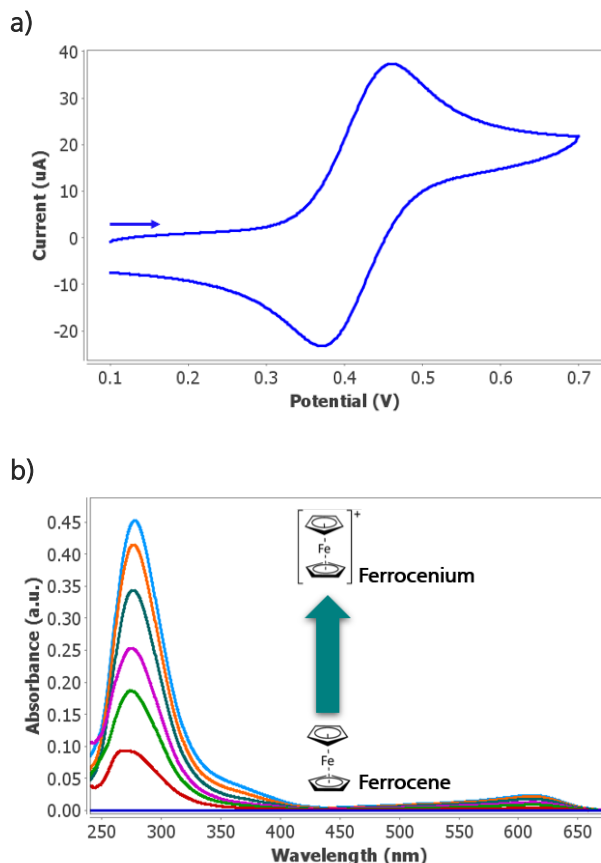 a)
40
30
20
10
0
-10
-20
Current (uA)
0.1 0.2 0.3 0.4 0.5 0.6 0.7
Potential (V)
b)
0.45
0.40
0.35
0.30
0.25
0.20
0.15
0.10
0.05
0.00
Absorbance (a.u.)
+
Fe
Ferrocenium
Fe
Ferrocene
250 300 350 400 450 500 550 600 650
Wavelength (nm)